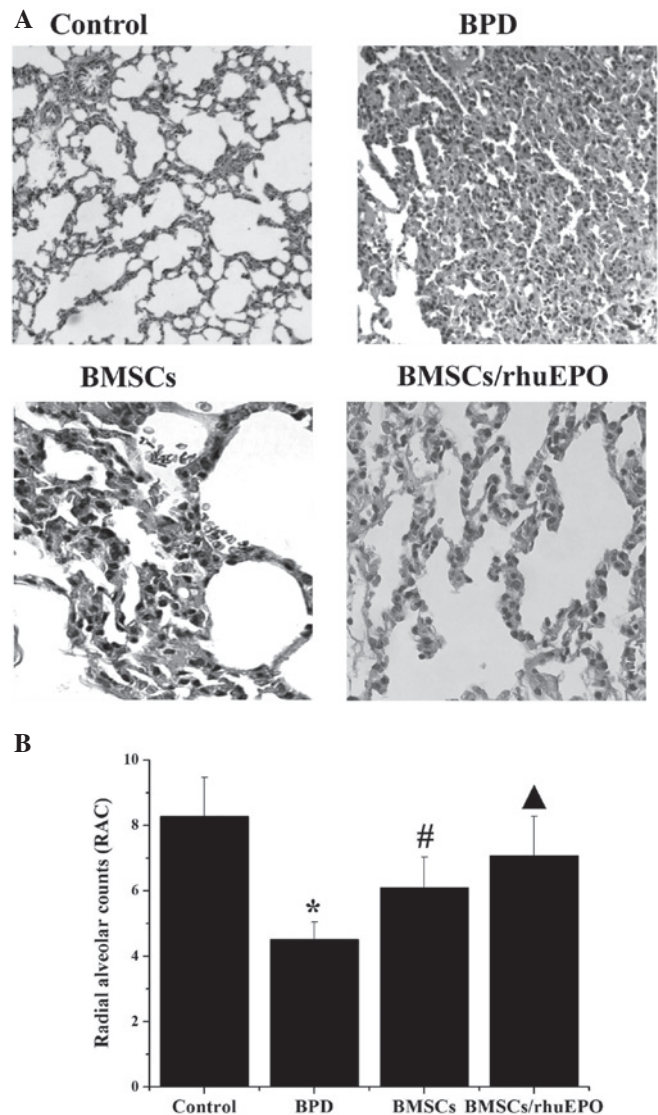 A
Control
BPD
BMSCs
BMSCs/rhuEPO
B
Radial alveolar counts (RAC)
10
8
6
4
2
0
*
#
▲
Control
BPD
BMSCs
BMSCs/rhuEPO